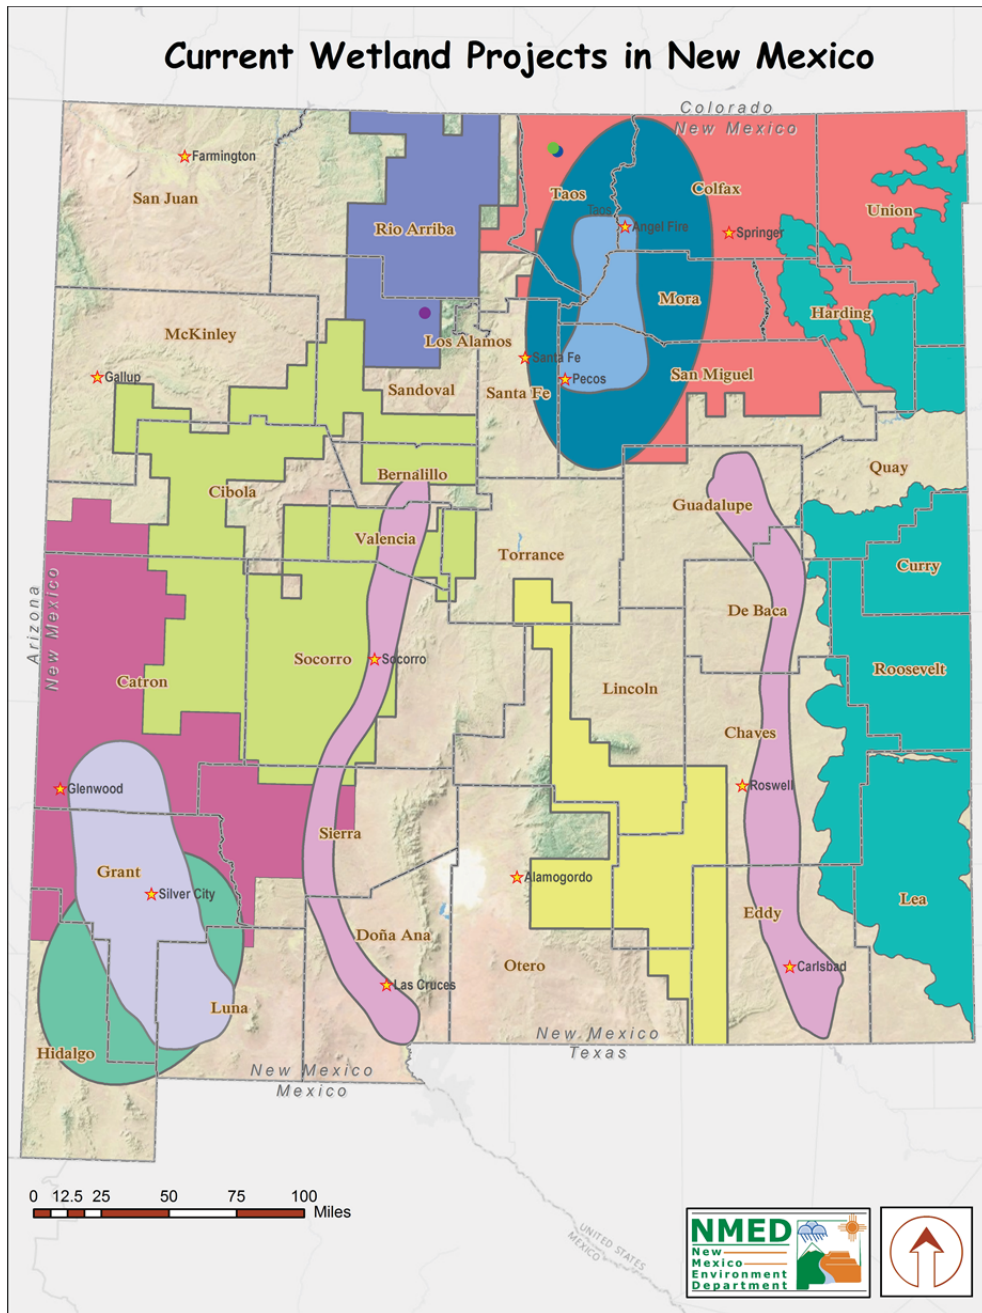 Current Wetland Projects in New Mexico
Colorado
New Mexico
Farmington
San Juan
Taos
Colfax
Union
Rio Arriba
Taos
Angel Fire
Springer
Mora
Harding
McKinley
Los Alamos
Santa Fe
Gallup
Sandoval
Santa Fe
Pecos
San Miguel
Bernalillo
Quay
Cibola
Guadalupe
Valencia
Torrance
Curry
Arizona
New Mexico
De Baca
Socorro
Socorro
Catron
Lincoln
Roosevelt
Chaves
Glenwood
Roswell
Sierra
Grant
Silver City
Alamogordo
Lea
Eddy
Doña Ana
Otero
Carlsbad
Las Cruces
Luna
Hidalgo
New Mexico
Texas
New Mexico
Mexico
0 12.5 25 50 75 100
Miles
UNITED STATES
MEXICO
NMED
New
Mexico
Environment
Department